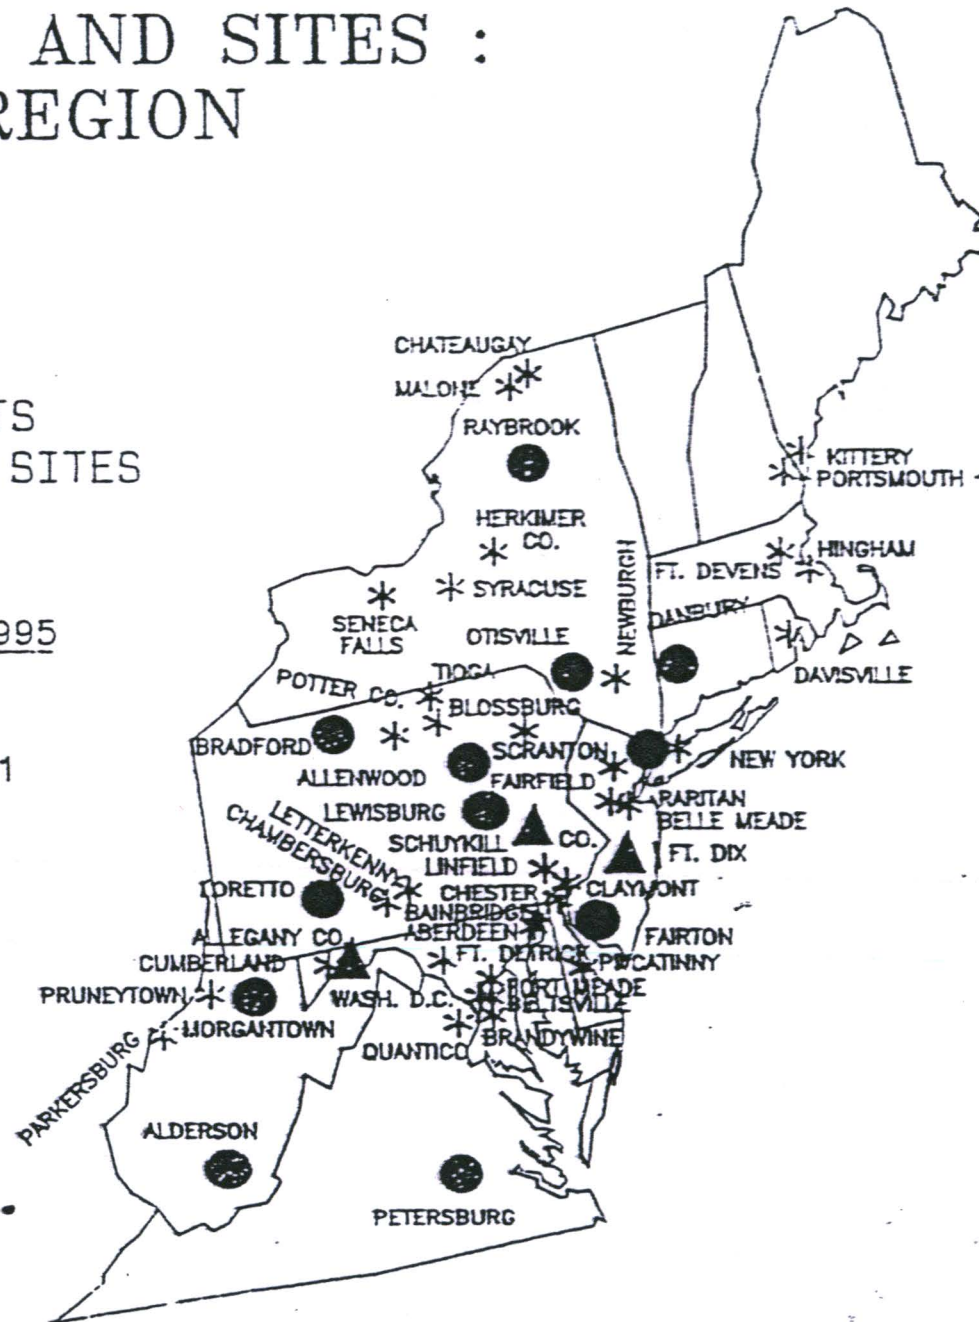 AND SITES :
REGION
TS
SITES
995
1
CHATEAUGAY
MALONE
RAYBROOK
KITTERY
PORTSMOUTH
HERKIMER
CO.
HINGHAM
FT. DEVENS
SYRACUSE
NEWBURGH
SENECA
FALLS
DANBURY
OTISVILLE
DAVISVILLE
TIOGA
POTTER CO.
BLOSSBURG
BRADFORD
SCRANTON
NEW YORK
ALLENWOOD
FAIRFIELD
LEWISBURG
RARITAN
BELLE MEADE
LETTERKENNY
CHAMBERSBURG
SCHUYKILL CO.
FT. DIX
LINFIELD
LORETTO
CHESTER
CLAYMONT
BAINBRIDGE
ABERDEEN
FAIRTON
ALLEGANY CO.
FT. DETRICK
PWCATINNY
CUMBERLAND
PRUNEYTOWN
WASH. D.C.
FORT MEADE
BELTSVILLE
MORGANTOWN
BRANDYWINE
QUANTICO
PARKERSBURG
ALDERSON
PETERSBURG